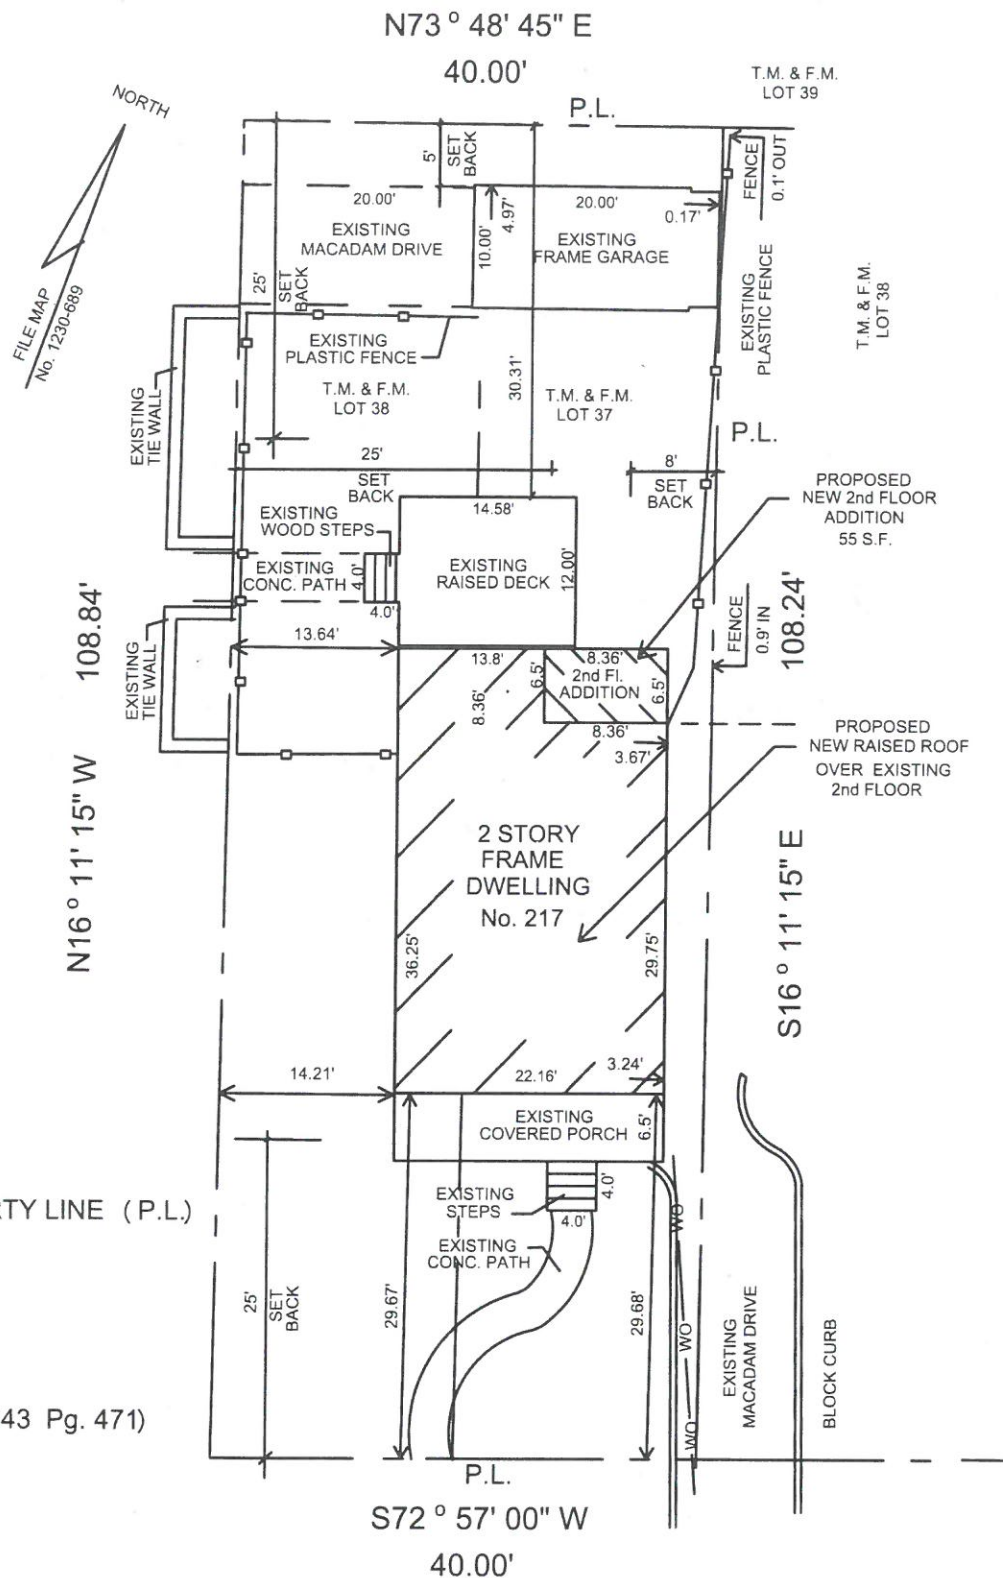 N73 ° 48' 45" E
40.00'
T.M. & F.M.
LOT 39
NORTH
P.L.
5'
SET
BACK
FENCE
0.1' OUT
20.00'
EXISTING
MACADAM DRIVE
10.00'
4.97'
20.00'
0.17'
EXISTING
FRAME GARAGE
25'
SET
BACK
EXISTING
PLASTIC FENCE
T.M. & F.M.
LOT 38
FILE MAP
No. 1230-689
EXISTING
PLASTIC FENCE
30.31'
EXISTING
TIE WALL
T.M. & F.M.
LOT 38
T.M. & F.M.
LOT 37
P.L.
25'
SET
BACK
8'
SET
BACK
PROPOSED
NEW 2nd FLOOR
ADDITION
55 S.F.
EXISTING
WOOD STEPS
14.58'
EXISTING
RAISED DECK
12.00'
EXISTING
CONC. PATH
4.0'
4.0'
108.84'
FENCE
0.9' IN
108.24'
13.64'
EXISTING
TIE WALL
13.8'
8.36'
6.5'
8.36'
2nd Fl.
ADDITION
6.5'
8.36'
3.67'
PROPOSED
NEW RAISED ROOF
OVER EXISTING
2nd FLOOR
N16 ° 11' 15" W
2 STORY
FRAME
DWELLING
No. 217
S16 ° 11' 15" E
36.25'
29.75'
14.21'
22.16'
3.24'
EXISTING
COVERED PORCH
6.5'
TY LINE ( P.L.)
EXISTING
STEPS
4.0'
4.0'
EXISTING
CONC. PATH
WO
25'
SET
BACK
29.67'
29.68'
WO
EXISTING
MACADAM DRIVE
BLOCK CURB
43 Pg. 471)
WO
P.L.
S72 ° 57' 00" W
40.00'